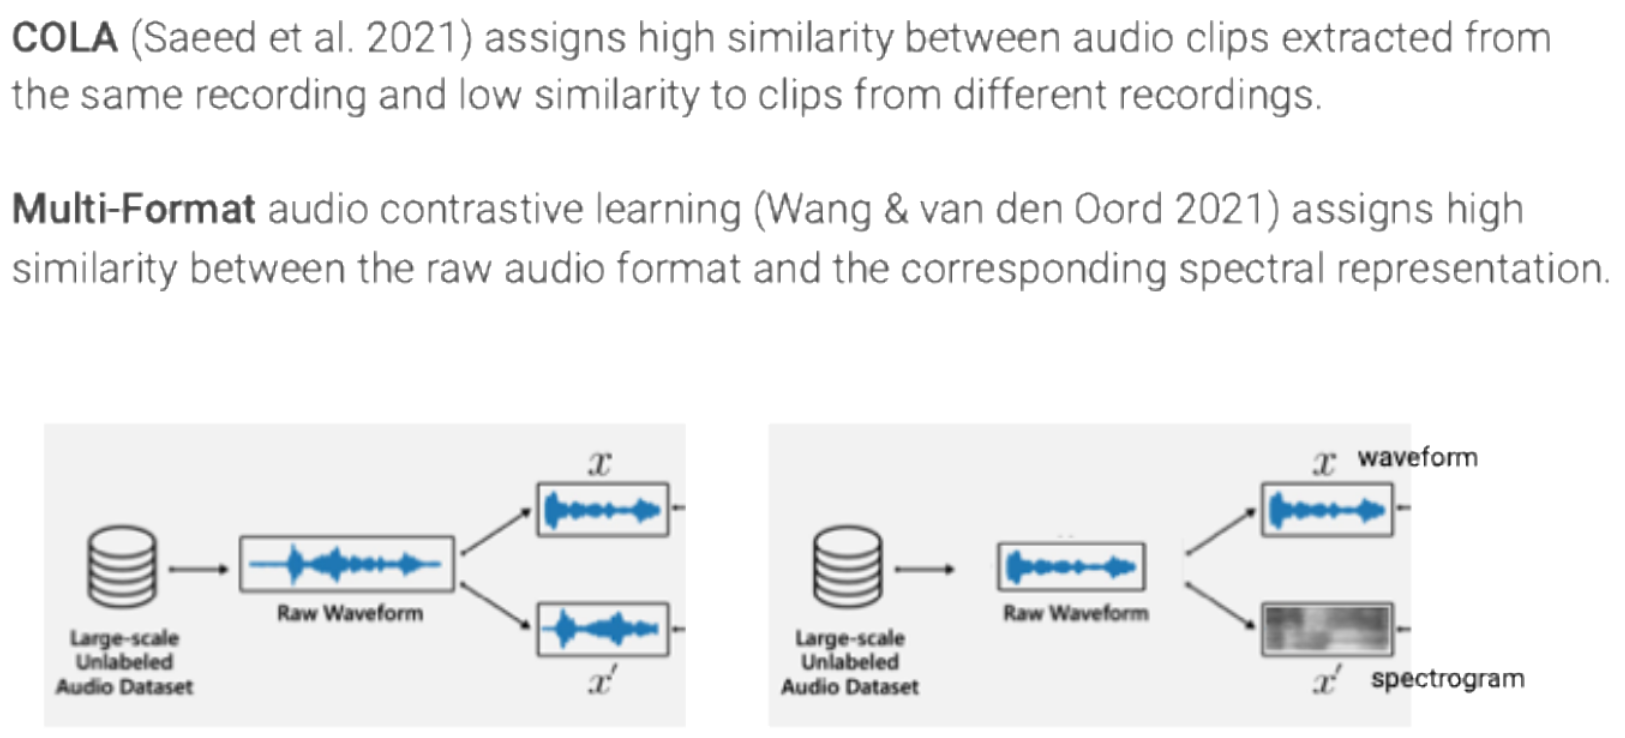 COLA (Saeed et al. 2021) assigns high similarity between audio clips extracted from
the same recording and low similarity to clips from different recordings.
Multi-Format audio contrastive learning (Wang & van den Oord 2021) assigns high
similarity between the raw audio format and the corresponding spectral representation.
x
Raw Waveform
Large-scale
Unlabeled
Audio Dataset
x′
x waveform
Raw Waveform
Large-scale
Unlabeled
Audio Dataset
x′ spectrogram